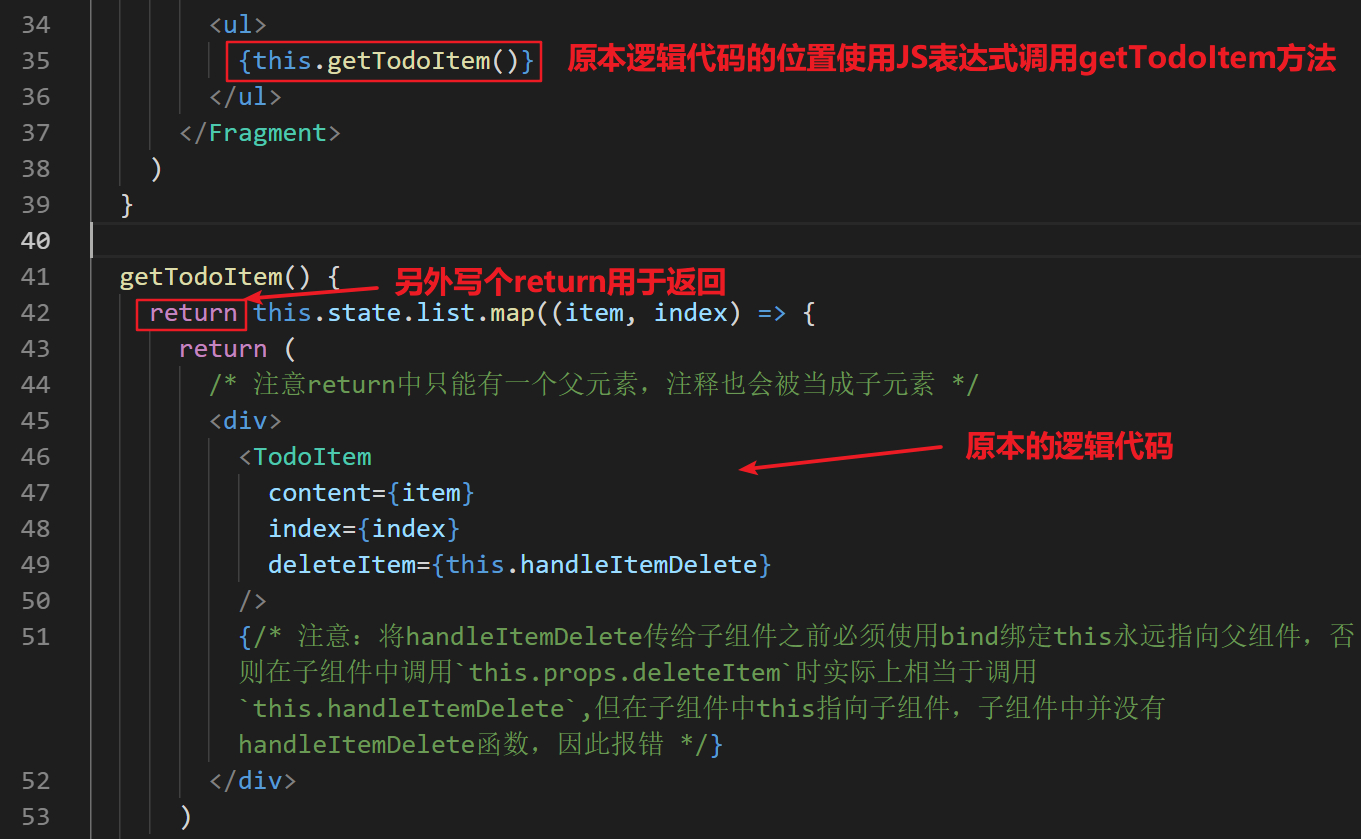 34 <ul>
35 {this.getTodoItem()} 原本逻辑代码的位置使用JS表达式调用getTodoItem方法
36 </ul>
37 </Fragment>
38 )
39 }
40
41 getTodoItem() { 另外写个return用于返回
42 return this.state.list.map((item, index) => {
43 return (
44 /* 注意return中只能有一个父元素，注释也会被当成子元素 */
45 <div>
46 <TodoItem 原本的逻辑代码
47 content={item}
48 index={index}
49 deleteItem={this.handleItemDelete}
50 />
51 {/* 注意：将handleItemDelete传给子组件之前必须使用bind绑定this永远指向父组件，否
则在子组件中调用`this.props.deleteItem`时实际上相当于调用
`this.handleItemDelete`,但在子组件中this指向子组件，子组件中并没有
handleItemDelete函数，因此报错 */}
52 </div>
53 )